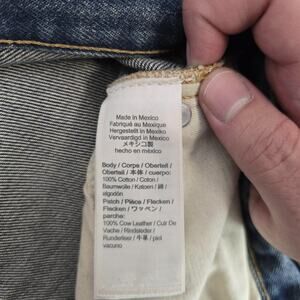 Made in Mexico
Fabriqué au Mexique
Hergestellt in Mexiko
Vervaardigd in Mexico
メキシコ製
hecho en méxico
Body / Corps / Oberteil /
Oberteil / 本体 / cuerpo:
100% Cotton / Coton /
Baumwolle / Katoen / 綿 /
algodón
Patch / Pièce / Flecken /
Flecken / ワッペン /
parche:
100% Cow Leather / Cuir De
Vache / Rindsleder /
Runderleer / 牛革 / piel
vacuno